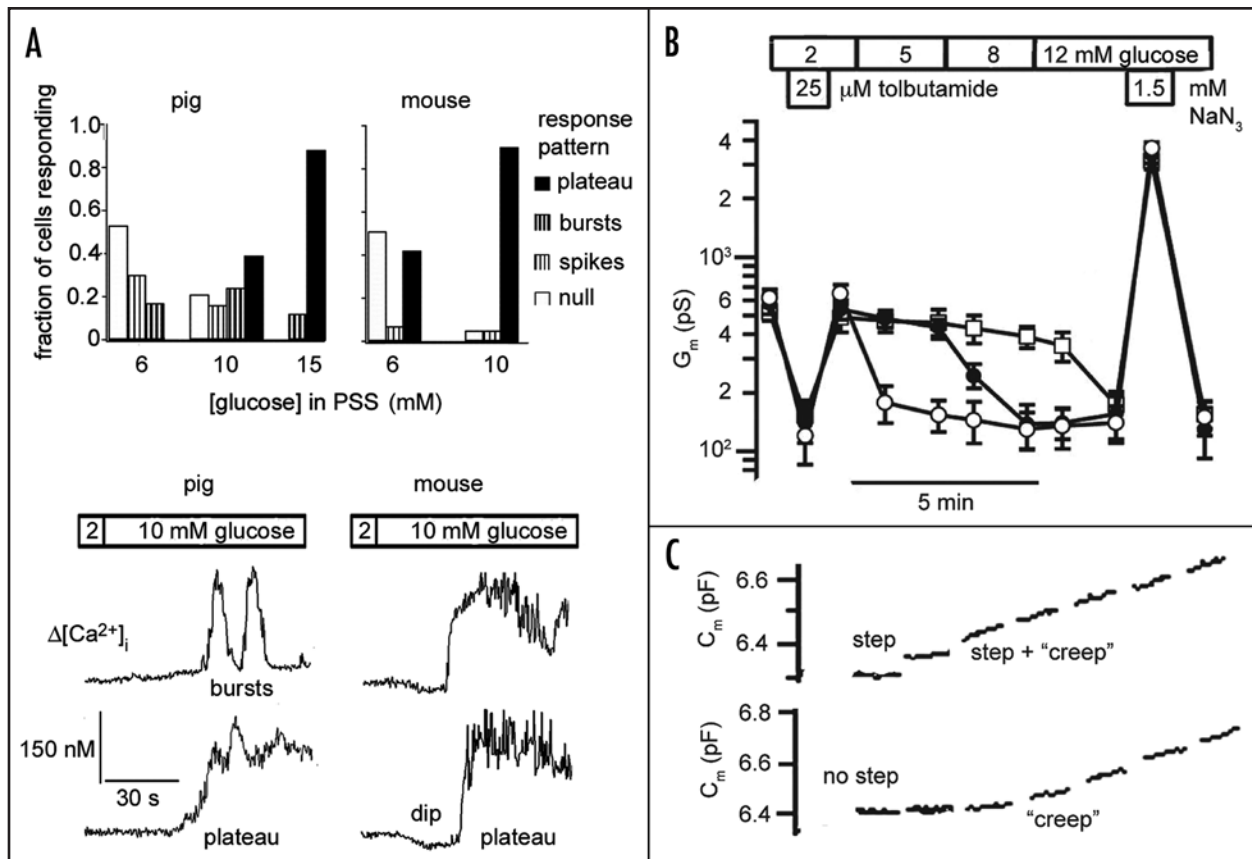 A
pig mouse
response pattern
plateau
bursts
spikes
null
fraction of cells responding
1.0
0.8
0.6
0.4
0.2
0
6 10 15 6 10
[glucose] in PSS (mM)
pig mouse
2 10 mM glucose 2 10 mM glucose
Δ[Ca²⁺]ᵢ
bursts
150 nM
30 s
plateau
dip
plateau
B
2 5 8 12 mM glucose
25 μM tolbutamide 1.5 mM NaN₃
Gₘ (pS)
4
2
10³
6
4
2
10²
5 min
C
Cₘ (pF)
6.6
6.4
step
step + “creep”
Cₘ (pF)
6.8
6.6
6.4
no step
“creep”